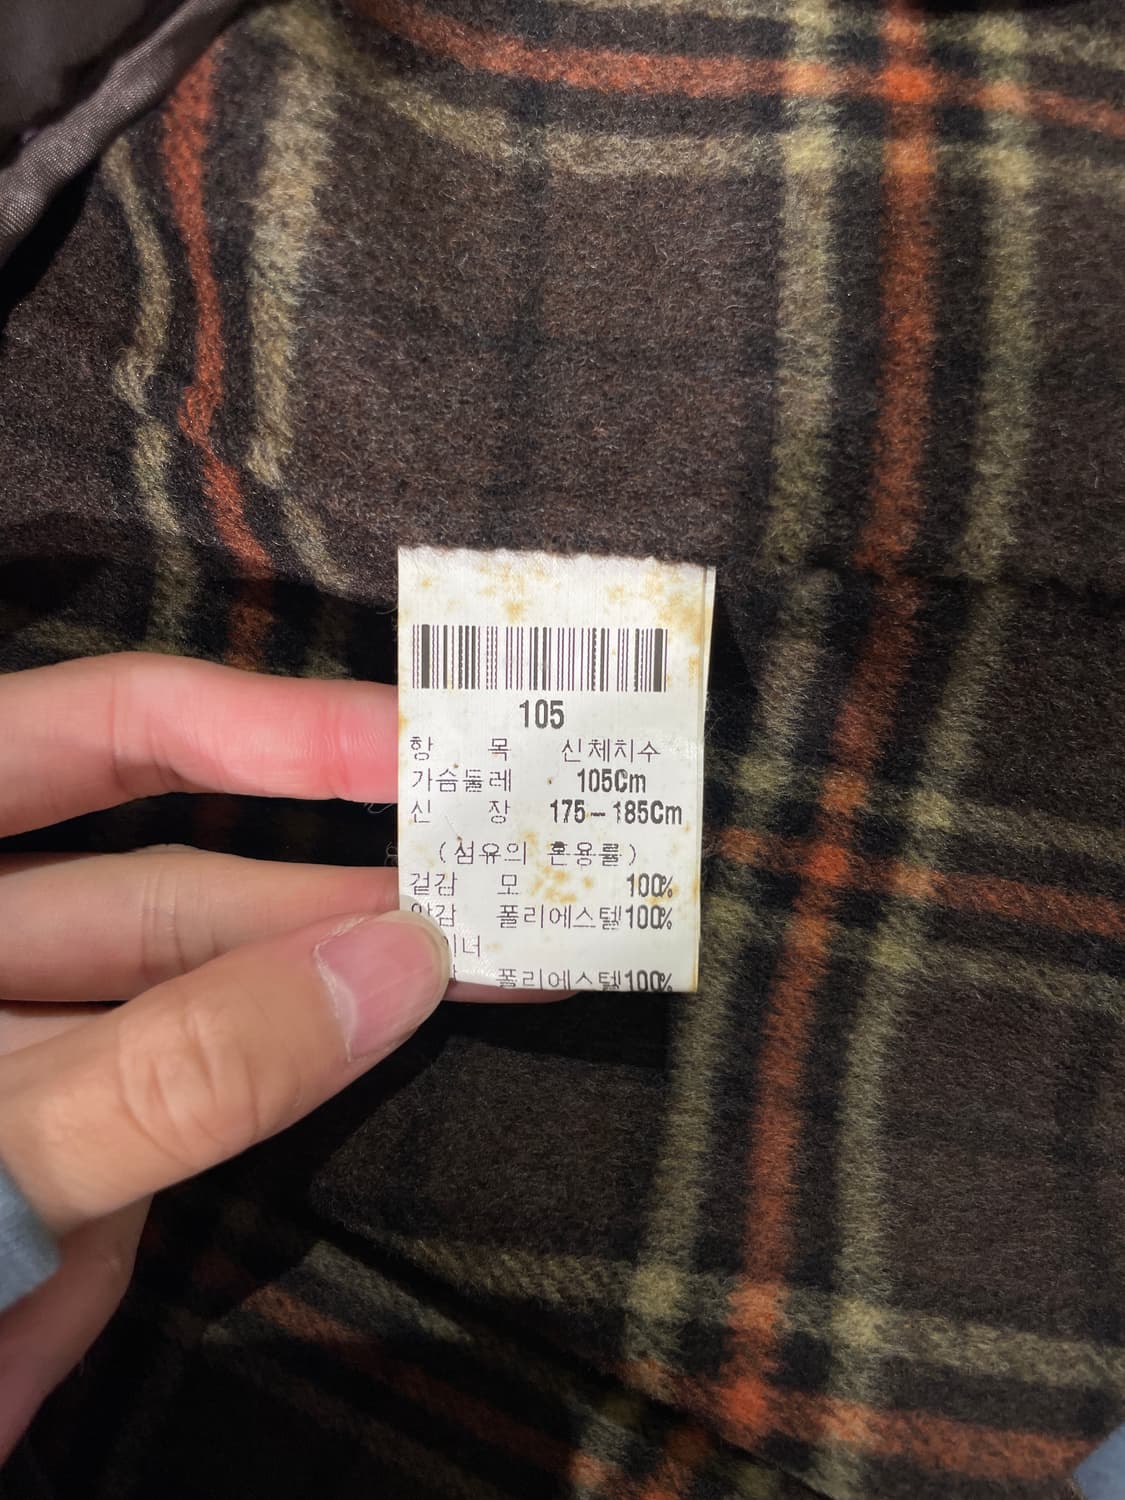 105
항 목 신체치수
가슴둘레 105Cm
신 장 175~185Cm
(섬유의 혼용률)
겉감 모 100%
안감 폴리에스텔100%
폴리에스텔100%